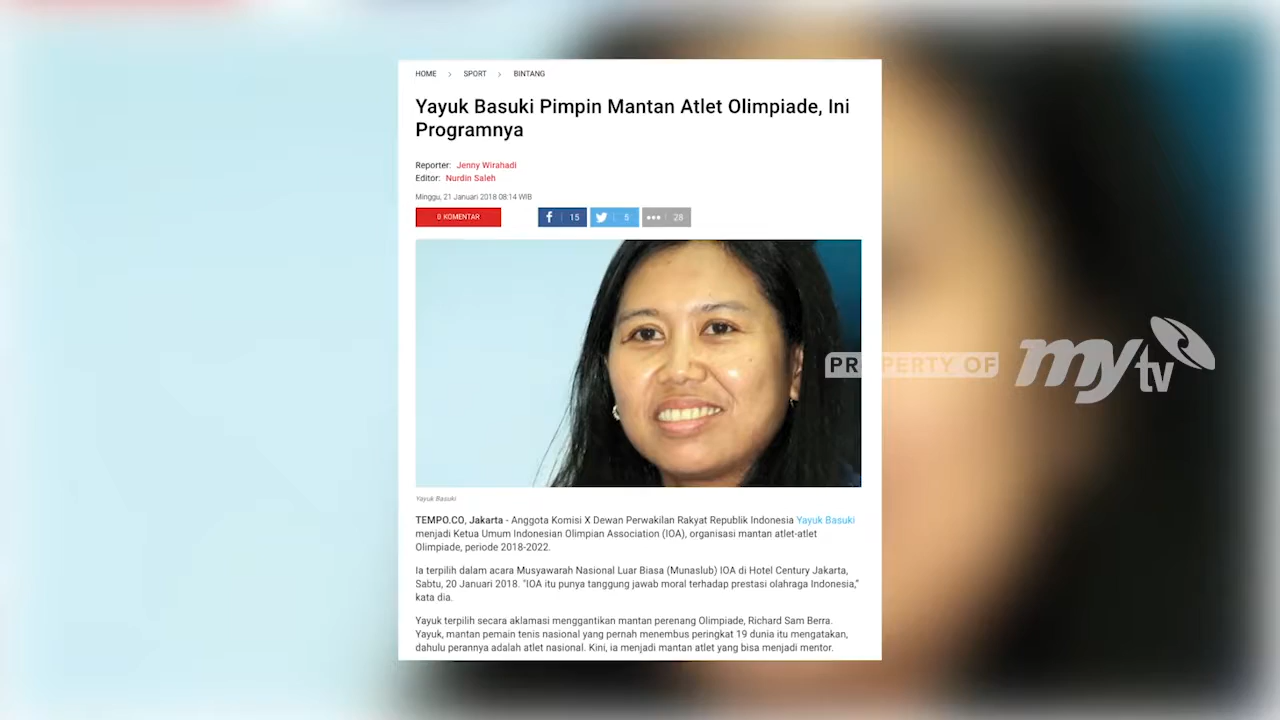 HOME > SPORT > BINTANG
Yayuk Basuki Pimpin Mantan Atlet Olimpiade, Ini
Programnya
Reporter: Jenny Wirahadi
Editor: Nurdin Saleh
Minggu, 21 Januari 2018 08:14 WIB
0 KOMENTAR
f 15
5
••• 28
PROPERTY OF mytv
Yayuk Basuki
TEMPO.CO, Jakarta - Anggota Komisi X Dewan Perwakilan Rakyat Republik Indonesia Yayuk Basuki
menjadi Ketua Umum Indonesian Olimpian Association (IOA), organisasi mantan atlet-atlet
Olimpiade, periode 2018-2022.
Ia terpilih dalam acara Musyawarah Nasional Luar Biasa (Munaslub) IOA di Hotel Century Jakarta,
Sabtu, 20 Januari 2018. "IOA itu punya tanggung jawab moral terhadap prestasi olahraga Indonesia,"
kata dia.
Yayuk terpilih secara aklamasi menggantikan mantan perenang Olimpiade, Richard Sam Berra.
Yayuk, mantan pemain tenis nasional yang pernah menembus peringkat 19 dunia itu mengatakan,
dahulu perannya adalah atlet nasional. Kini, ia menjadi mantan atlet yang bisa menjadi mentor.